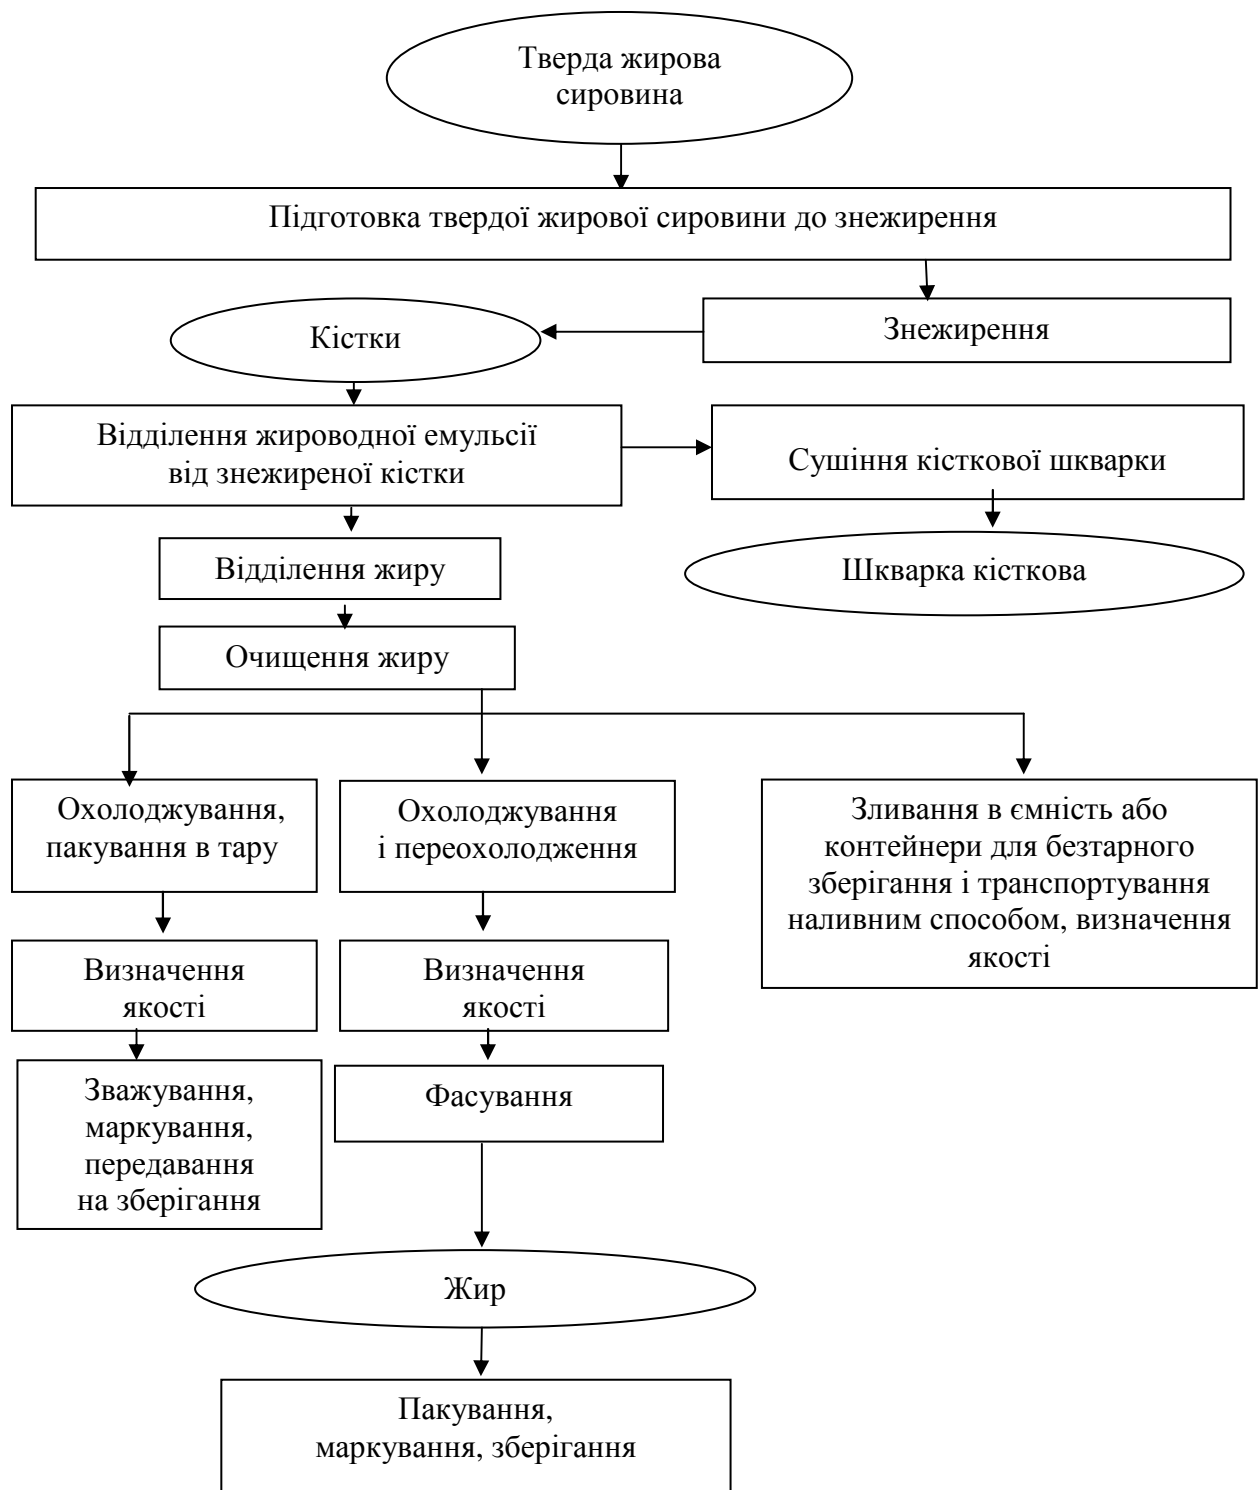 Тверда жирова
сировина
Підготовка твердої жирової сировини до знежирення
Знежирення
Кістки
Відділення жироводної емульсії
від знежиреної кістки
Сушіння кісткової шкварки
Шкварка кісткова
Відділення жиру
Очищення жиру
Охолоджування,
пакування в тару
Охолоджування
і переохолодження
Зливання в ємність або
контейнери для безтарного
зберігання і транспортування
наливним способом, визначення
якості
Визначення
якості
Визначення
якості
Зважування,
маркування,
передавання
на зберігання
Фасування
Жир
Пакування,
маркування, зберігання